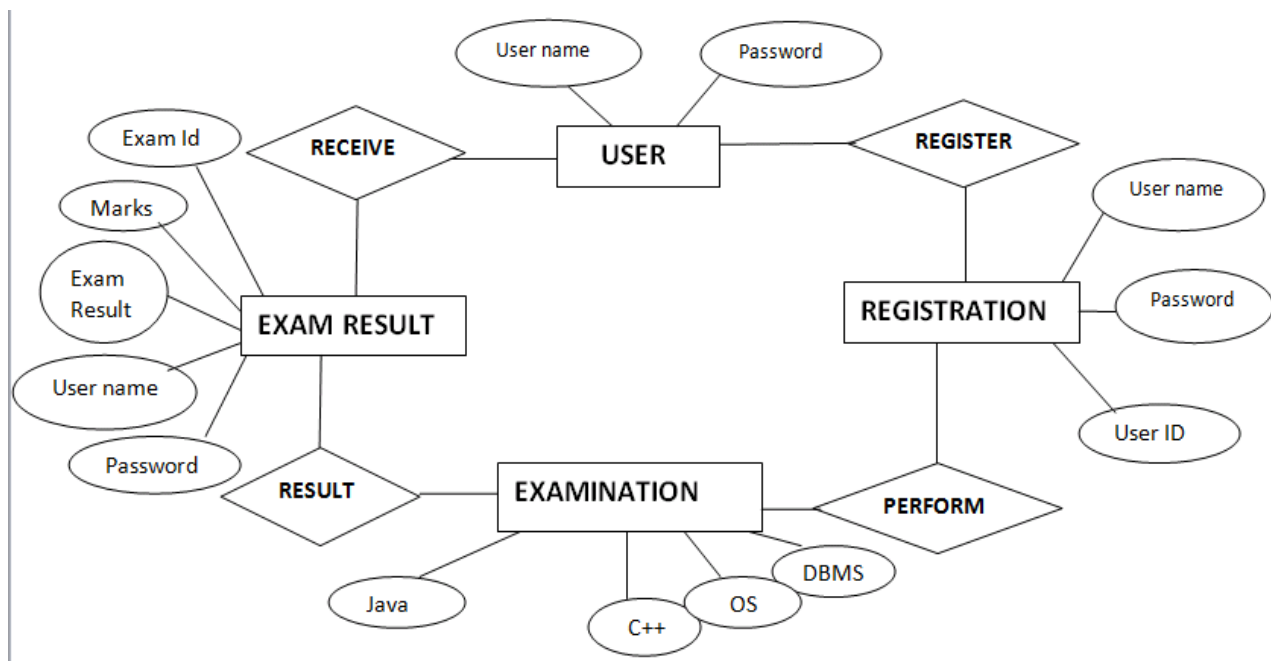 User name
Password
Exam Id
RECEIVE
USER
REGISTER
User name
Marks
Exam
Result
EXAM RESULT
REGISTRATION
Password
User name
User ID
Password
RESULT
EXAMINATION
PERFORM
DBMS
Java
OS
C++